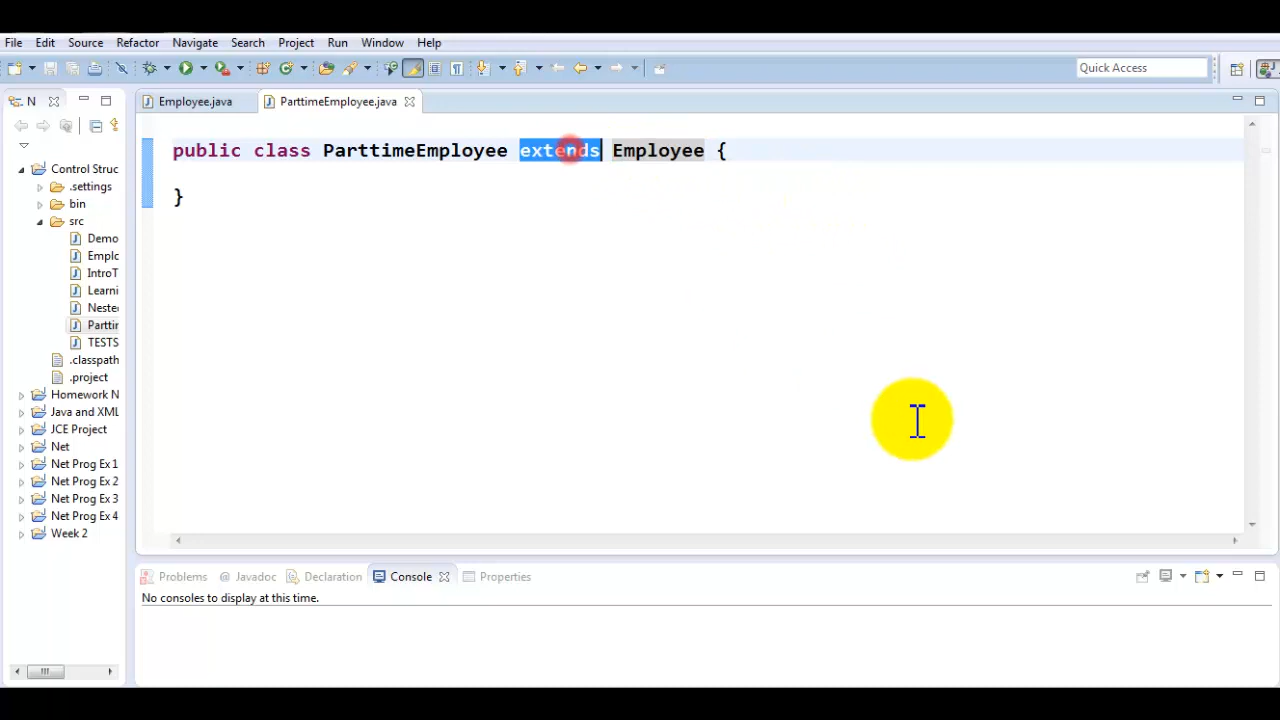 File Edit Source Refactor Navigate Search Project Run Window Help
Quick Access
N
Employee.java
ParttimeEmployee.java
public class ParttimeEmployee extends Employee {
}
Control Struc
.settings
bin
src
Demo
Emplc
IntroT
Learni
Nestec
Parttir
TESTS
.classpath
.project
Homework N
Java and XML
JCE Project
Net
Net Prog Ex 1
Net Prog Ex 2
Net Prog Ex 3
Net Prog Ex 4
Week 2
Problems @ Javadoc Declaration Console Properties
No consoles to display at this time.